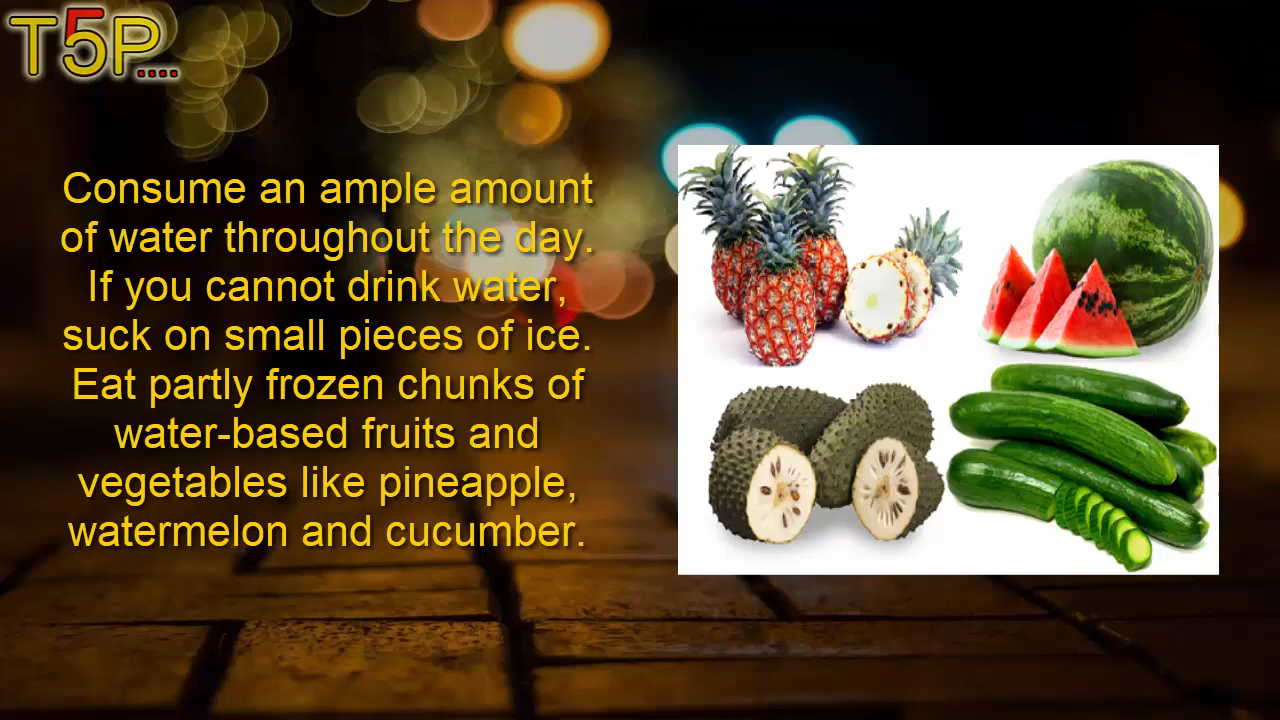 T5P....
Consume an ample amount
of water throughout the day.
If you cannot drink water,
suck on small pieces of ice.
Eat partly frozen chunks of
water-based fruits and
vegetables like pineapple,
watermelon and cucumber.